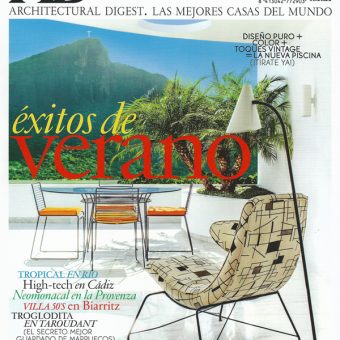 AD
ARCHITECTURAL DIGEST. LAS MEJORES CASAS DEL MUNDO
DISEÑO PURO +
COLOR +
TOQUES VINTAGE
= LA NUEVA PISCINA
(¡TÍRATE YA!)
éxitos de
verano
TROPICAL EN RÍO
High-tech en Cádiz
Neomonacal en la Provenza
VILLA 50'S en Biarritz
TROGLODITA
EN TAROUDANT
(EL SECRETO MEJOR
GUARDADO DE MARRUECOS)